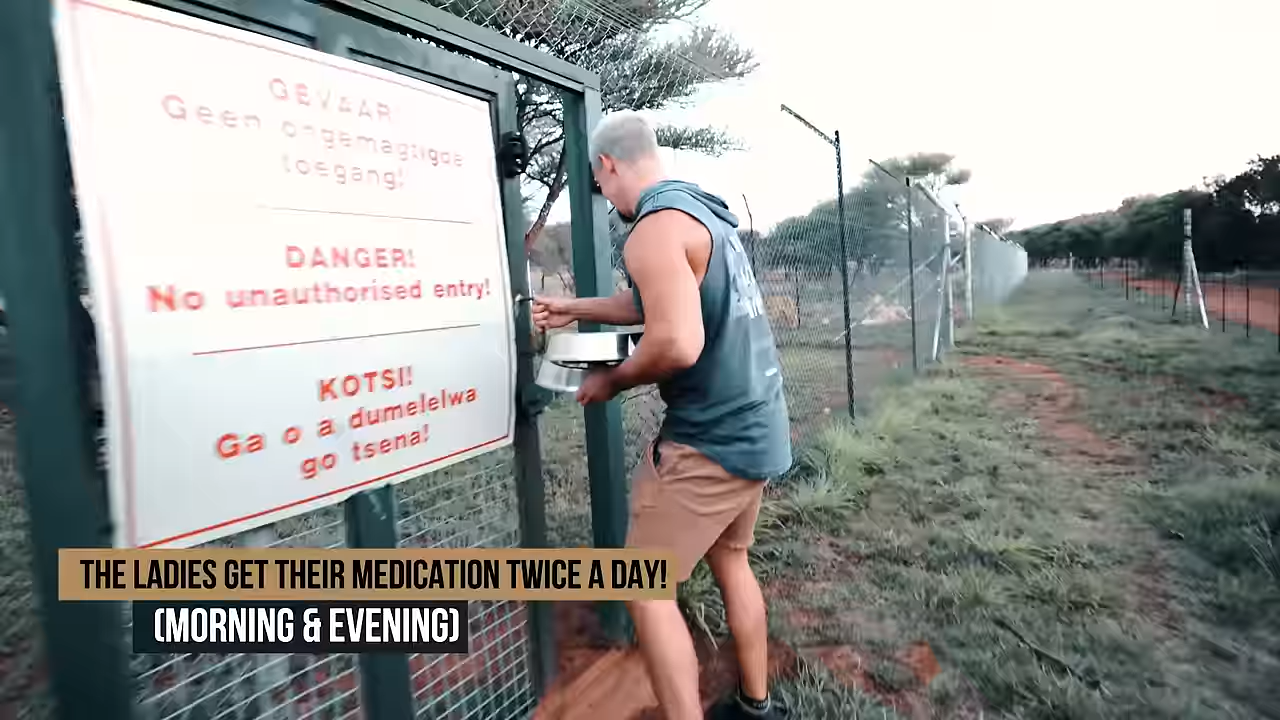 GEVAAR!
Geen ongemagtigde
toegang!
DANGER!
No unauthorised entry!
KOTSI!
Ga o a dumelelwa
go tsena!
THE LADIES GET THEIR MEDICATION TWICE A DAY!
(MORNING & EVENING)